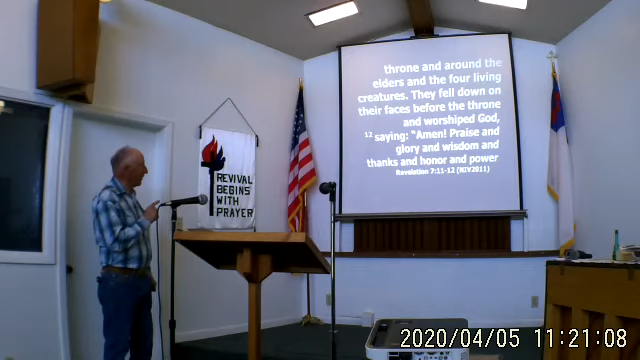 REVIVAL
BEGINS
WITH
PRAYER
throne and around the
elders and the four living
creatures. They fell down on
their faces before the throne
and worshiped God,
12 saying: "Amen! Praise and
glory and wisdom and
thanks and honor and power
Revelation 7:11-12 (NIV2011)
2020/04/05 11:21:08